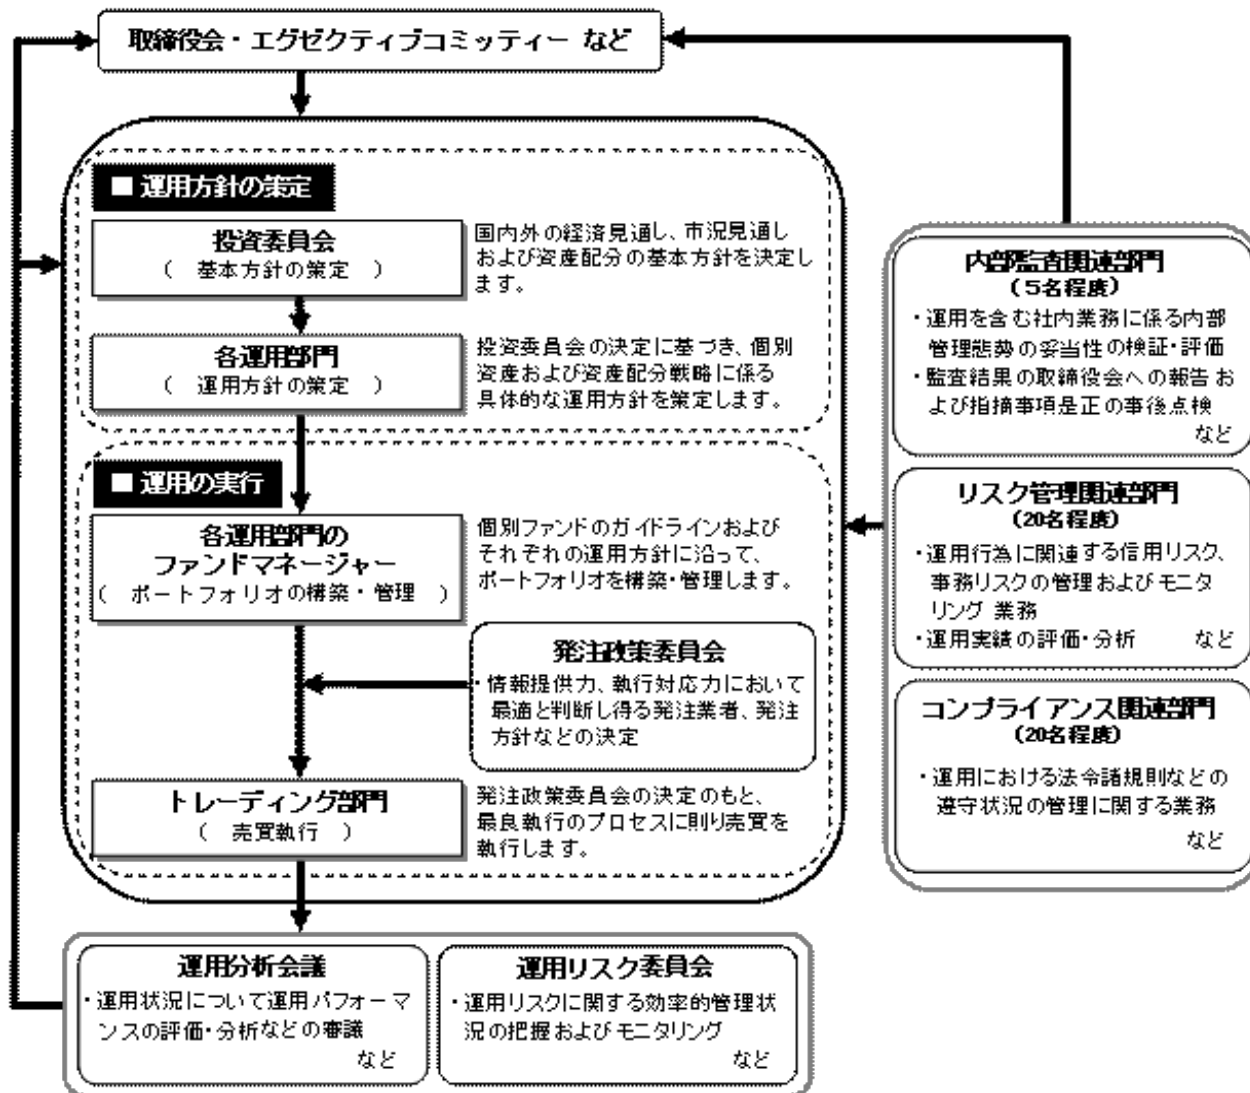 取締役会・エグゼクティブコミッティー など
■ 運用方針の策定
投資委員会
( 基本方針の策定 )
国内外の経済見通し、市況見通し
および資産配分の基本方針を決定し
ます。
各運用部門
( 運用方針の策定 )
投資委員会の決定に基づき、個別
資産および資産配分戦略に係る
具体的な運用方針を策定します。
■ 運用の実行
各運用部門の
ファンドマネージャー
( ポートフォリオの構築・管理 )
個別ファンドのガイドラインおよび
それぞれの運用方針に沿って、
ポートフォリオを構築・管理します。
発注政策委員会
・情報提供力、執行対応力において
最適と判断し得る発注業者、発注
方針などの決定
トレーディング部門
( 売買執行 )
発注政策委員会の決定のもと、
最良執行のプロセスに則り売買を
執行します。
運用分析会議
・運用状況について運用パフォーマ
ンスの評価・分析などの審議
など
運用リスク委員会
・運用リスクに関する効率的管理状
況の把握およびモニタリング
など
内部監査関連部門
(5名程度)
・運用を含む社内業務に係る内部
管理態勢の妥当性の検証・評価
・監査結果の取締役会への報告お
よび指摘事項是正の事後点検
など
リスク管理関連部門
(20名程度)
・運用行為に関連する信用リスク、
事務リスクの管理およびモニタ
リング 業務
・運用実績の評価・分析 など
コンプライアンス関連部門
(20名程度)
・運用における法令諸規則などの
遵守状況の管理に関する業務
など